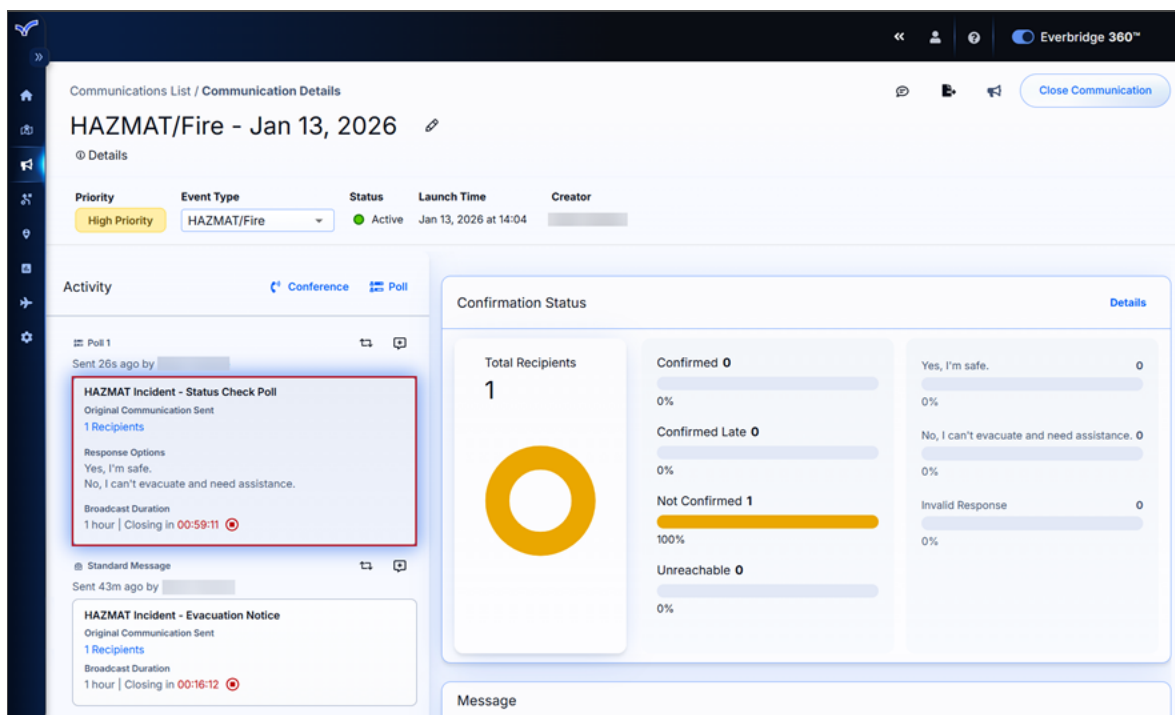 Everbridge 360™
Communications List / Communication Details
Close Communication
HAZMAT/Fire - Jan 13, 2026
Details
Priority
Event Type
Status
Launch Time
Creator
High Priority
HAZMAT/Fire
Active
Jan 13, 2026 at 14:04
Activity
Conference
Poll
Poll 1
Sent 26s ago by
HAZMAT Incident - Status Check Poll
Original Communication Sent
1 Recipients
Response Options
Yes, I'm safe.
No, I can't evacuate and need assistance.
Broadcast Duration
1 hour | Closing in 00:59:11
Standard Message
Sent 43m ago by
HAZMAT Incident - Evacuation Notice
Original Communication Sent
1 Recipients
Broadcast Duration
1 hour | Closing in 00:16:12
Confirmation Status
Details
Total Recipients
1
Confirmed 0
0%
Confirmed Late 0
0%
Not Confirmed 1
100%
Unreachable 0
0%
Yes, I'm safe. 0
0%
No, I can't evacuate and need assistance. 0
0%
Invalid Response 0
0%
Message